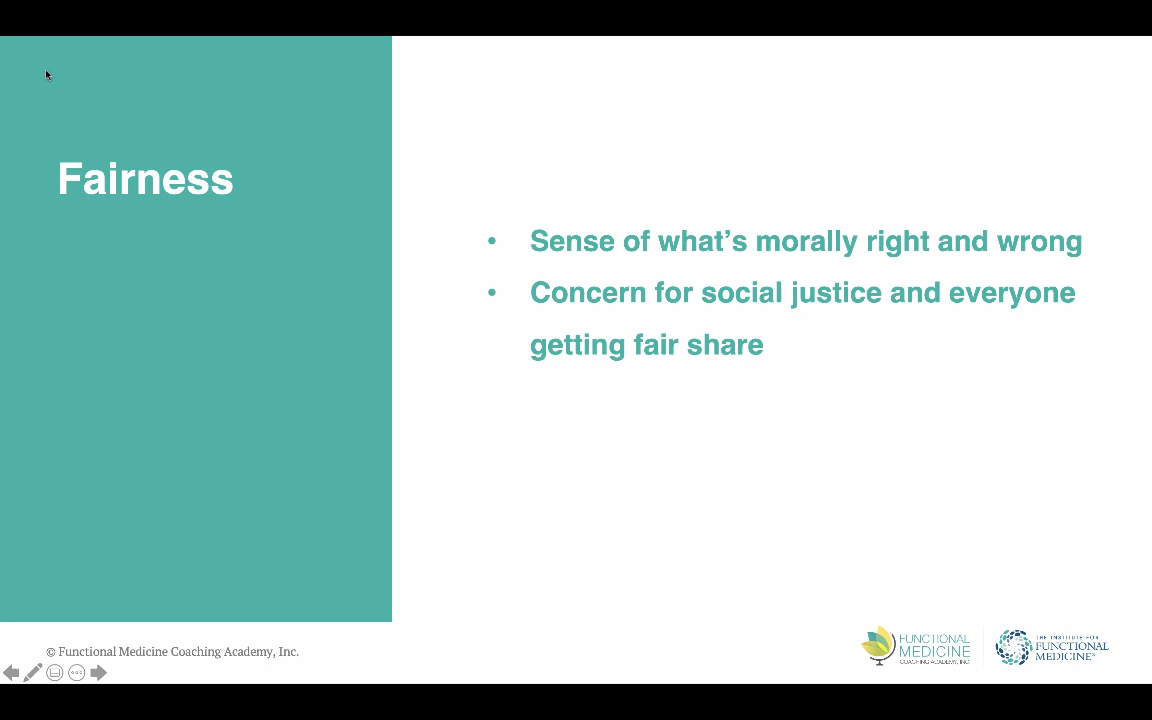 Fairness
• Sense of what’s morally right and wrong
• Concern for social justice and everyone
getting fair share
© Functional Medicine Coaching Academy, Inc.
FUNCTIONAL
MEDICINE
COACHING ACADEMY, INC.
THE INSTITUTE FOR
FUNCTIONAL
MEDICINE